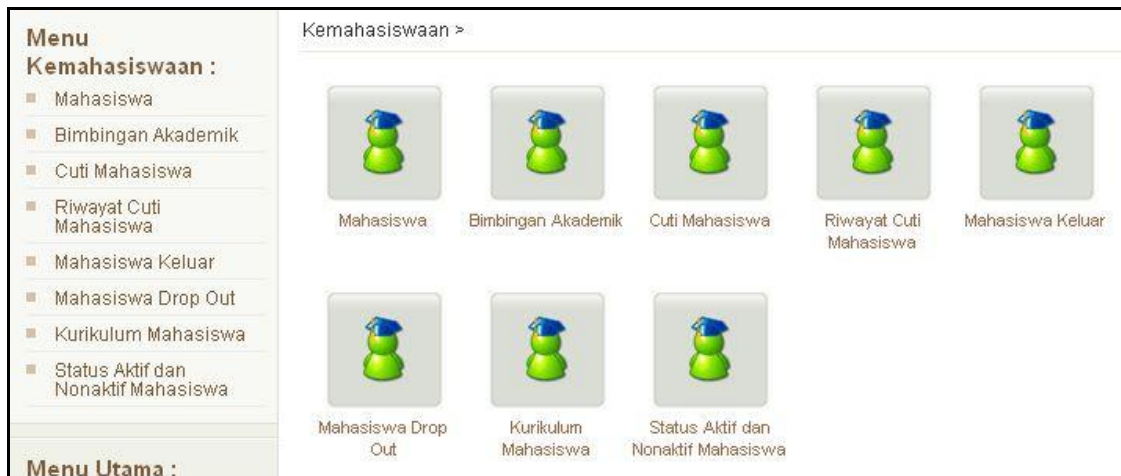 Menu
Kemahasiswaan :
Mahasiswa
Bimbingan Akademik
Cuti Mahasiswa
Riwayat Cuti
Mahasiswa
Mahasiswa Keluar
Mahasiswa Drop Out
Kurikulum Mahasiswa
Status Aktif dan
Nonaktif Mahasiswa
Menu Utama :
Kemahasiswaan >
Mahasiswa
Bimbingan Akademik
Cuti Mahasiswa
Riwayat Cuti
Mahasiswa
Mahasiswa Keluar
Mahasiswa Drop
Out
Kurikulum
Mahasiswa
Status Aktif dan
Nonaktif Mahasiswa